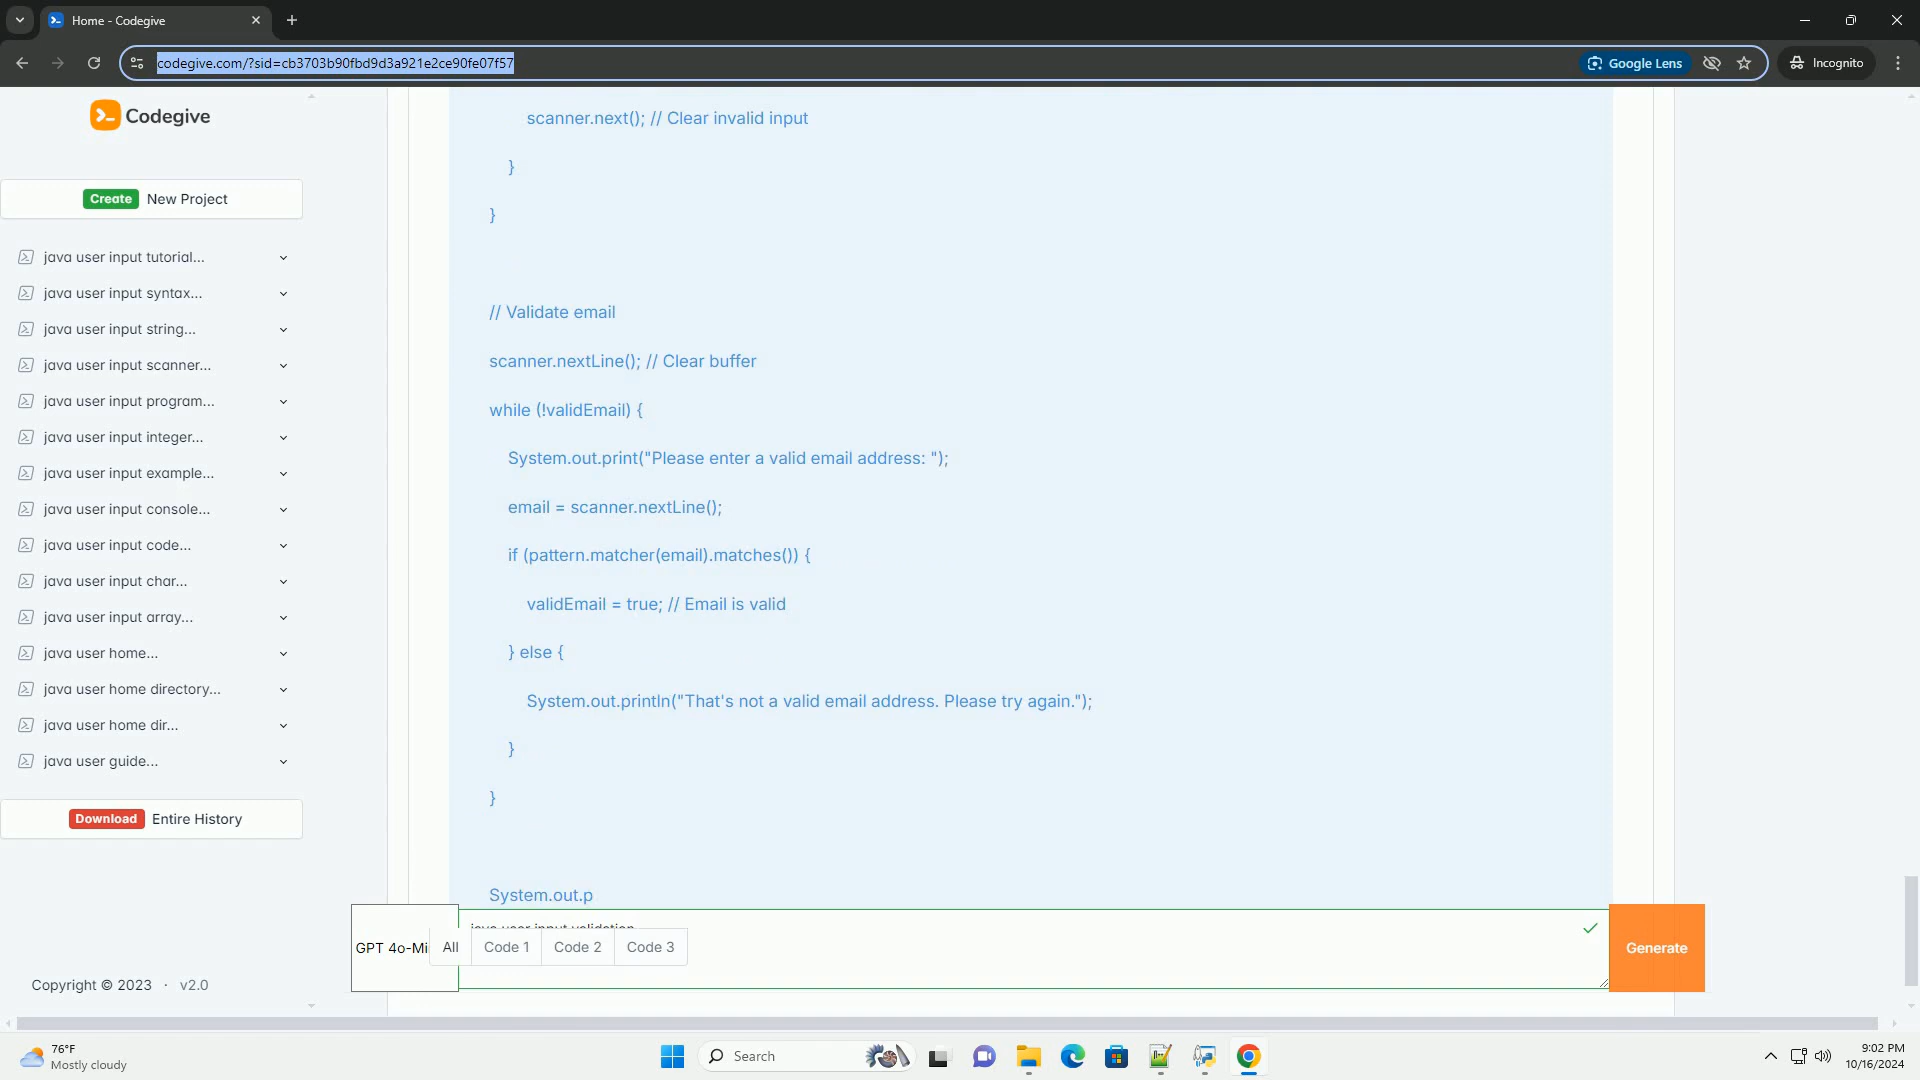 Home - Codegive
codegive.com/?sid=cb3703b90fbd9d3a921e2ce90fe07f57
Google Lens
Incognito
Codegive
Create New Project
java user input tutorial...
java user input syntax...
java user input string...
java user input scanner...
java user input program...
java user input integer...
java user input example...
java user input console...
java user input code...
java user input char...
java user input array...
java user home...
java user home directory...
java user home dir...
java user guide...
Download Entire History
Copyright © 2023 · v2.0
scanner.next(); // Clear invalid input
}
}
// Validate email
scanner.nextLine(); // Clear buffer
while (!validEmail) {
System.out.print("Please enter a valid email address: ");
email = scanner.nextLine();
if (pattern.matcher(email).matches()) {
validEmail = true; // Email is valid
} else {
System.out.println("That's not a valid email address. Please try again.");
}
}
System.out.p
java user input validation
GPT 4o-Mi
All
Code 1
Code 2
Code 3
Generate
76°F
Mostly cloudy
Search
9:02 PM
10/16/2024